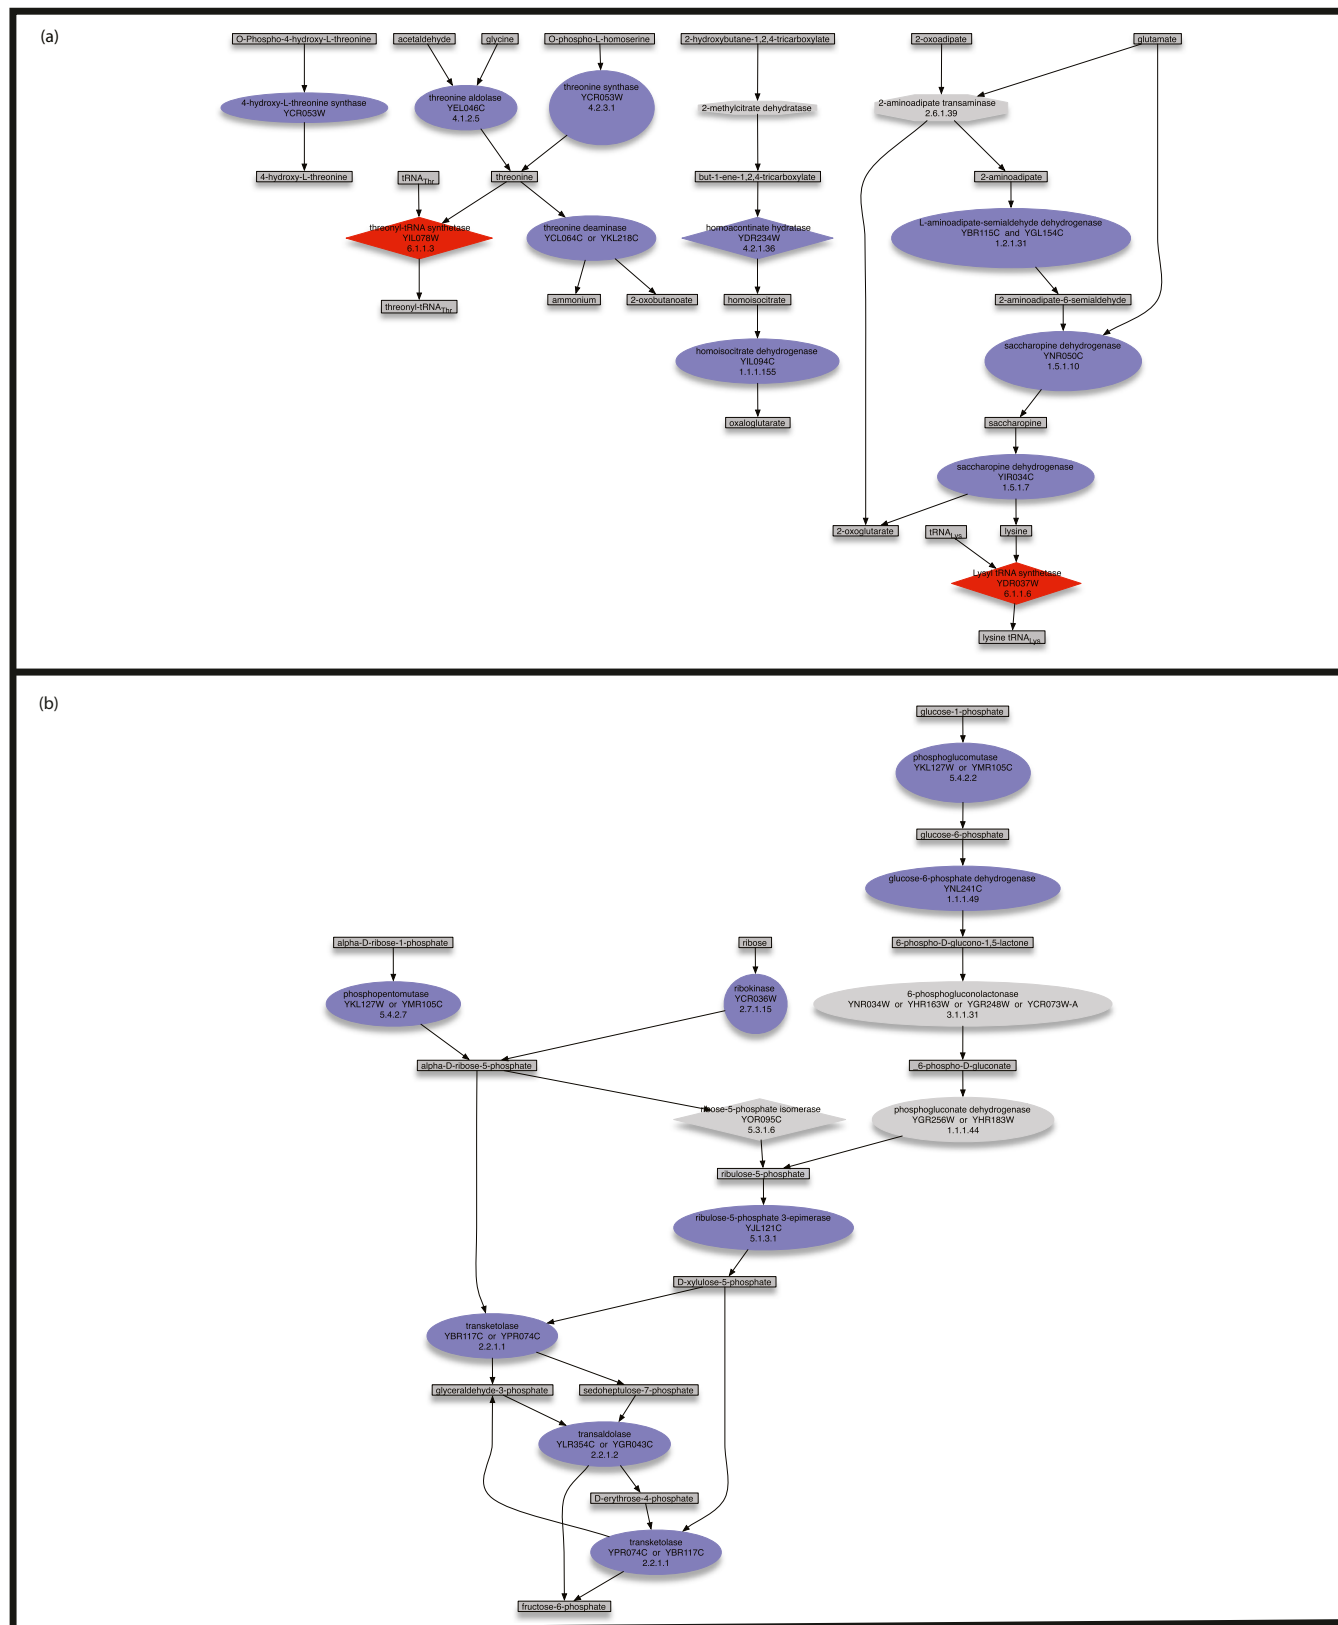 (a)
O-Phospho-4-hydroxy-L-threonine
acetaldehyde
glycine
O-phospho-L-homoserine
2-hydroxybutane-1,2,4-tricarboxylate
2-oxoadipate
glutamate
4-hydroxy-L-threonine synthase
YCR053W
threonine aldolase
YEL046C
4.1.2.5
threonine synthase
YCR053W
4.2.3.1
2-methylcitrate dehydratase
2-aminoadipate transaminase
2.6.1.39
4-hydroxy-L-threonine
tRNAThr
threonine
but-1-ene-1,2,4-tricarboxylate
2-aminoadipate
threonyl-tRNA synthetase
YIL078W
6.1.1.3
threonine deaminase
YCL064C or YKL218C
homoacontinate hydratase
YDR234W
4.2.1.36
L-aminoadipate-semialdehyde dehydrogenase
YBR115C and YGL154C
1.2.1.31
threonyl-tRNAThr
ammonium
2-oxobutanoate
homoisocitrate
2-aminoadipate-6-semialdehyde
homoisocitrate dehydrogenase
YIL094C
1.1.1.155
saccharopine dehydrogenase
YNR050C
1.5.1.10
oxaloglutarate
saccharopine
saccharopine dehydrogenase
YIR034C
1.5.1.7
2-oxoglutarate
tRNALys
lysine
Lysyl tRNA synthetase
YDR037W
6.1.1.6
lysine tRNALys
(b)
glucose-1-phosphate
phosphoglucomutase
YKL127W or YMR105C
5.4.2.2
glucose-6-phosphate
glucose-6-phosphate dehydrogenase
YNL241C
1.1.1.49
alpha-D-ribose-1-phosphate
ribose
6-phospho-D-glucono-1,5-lactone
phosphopentomutase
YKL127W or YMR105C
5.4.2.7
ribokinase
YCR036W
2.7.1.15
6-phosphogluconolactonase
YNR034W or YHR163W or YGR248W or YCR073W-A
3.1.1.31
alpha-D-ribose-5-phosphate
_6-phospho-D-gluconate
ribose-5-phosphate isomerase
YOR095C
5.3.1.6
phosphogluconate dehydrogenase
YGR256W or YHR183W
1.1.1.44
ribulose-5-phosphate
ribulose-5-phosphate 3-epimerase
YJL121C
5.1.3.1
D-xylulose-5-phosphate
transketolase
YBR117C or YPR074C
2.2.1.1
glyceraldehyde-3-phosphate
sedoheptulose-7-phosphate
transaldolase
YLR354C or YGR043C
2.2.1.2
D-erythrose-4-phosphate
transketolase
YPR074C or YBR117C
2.2.1.1
fructose-6-phosphate